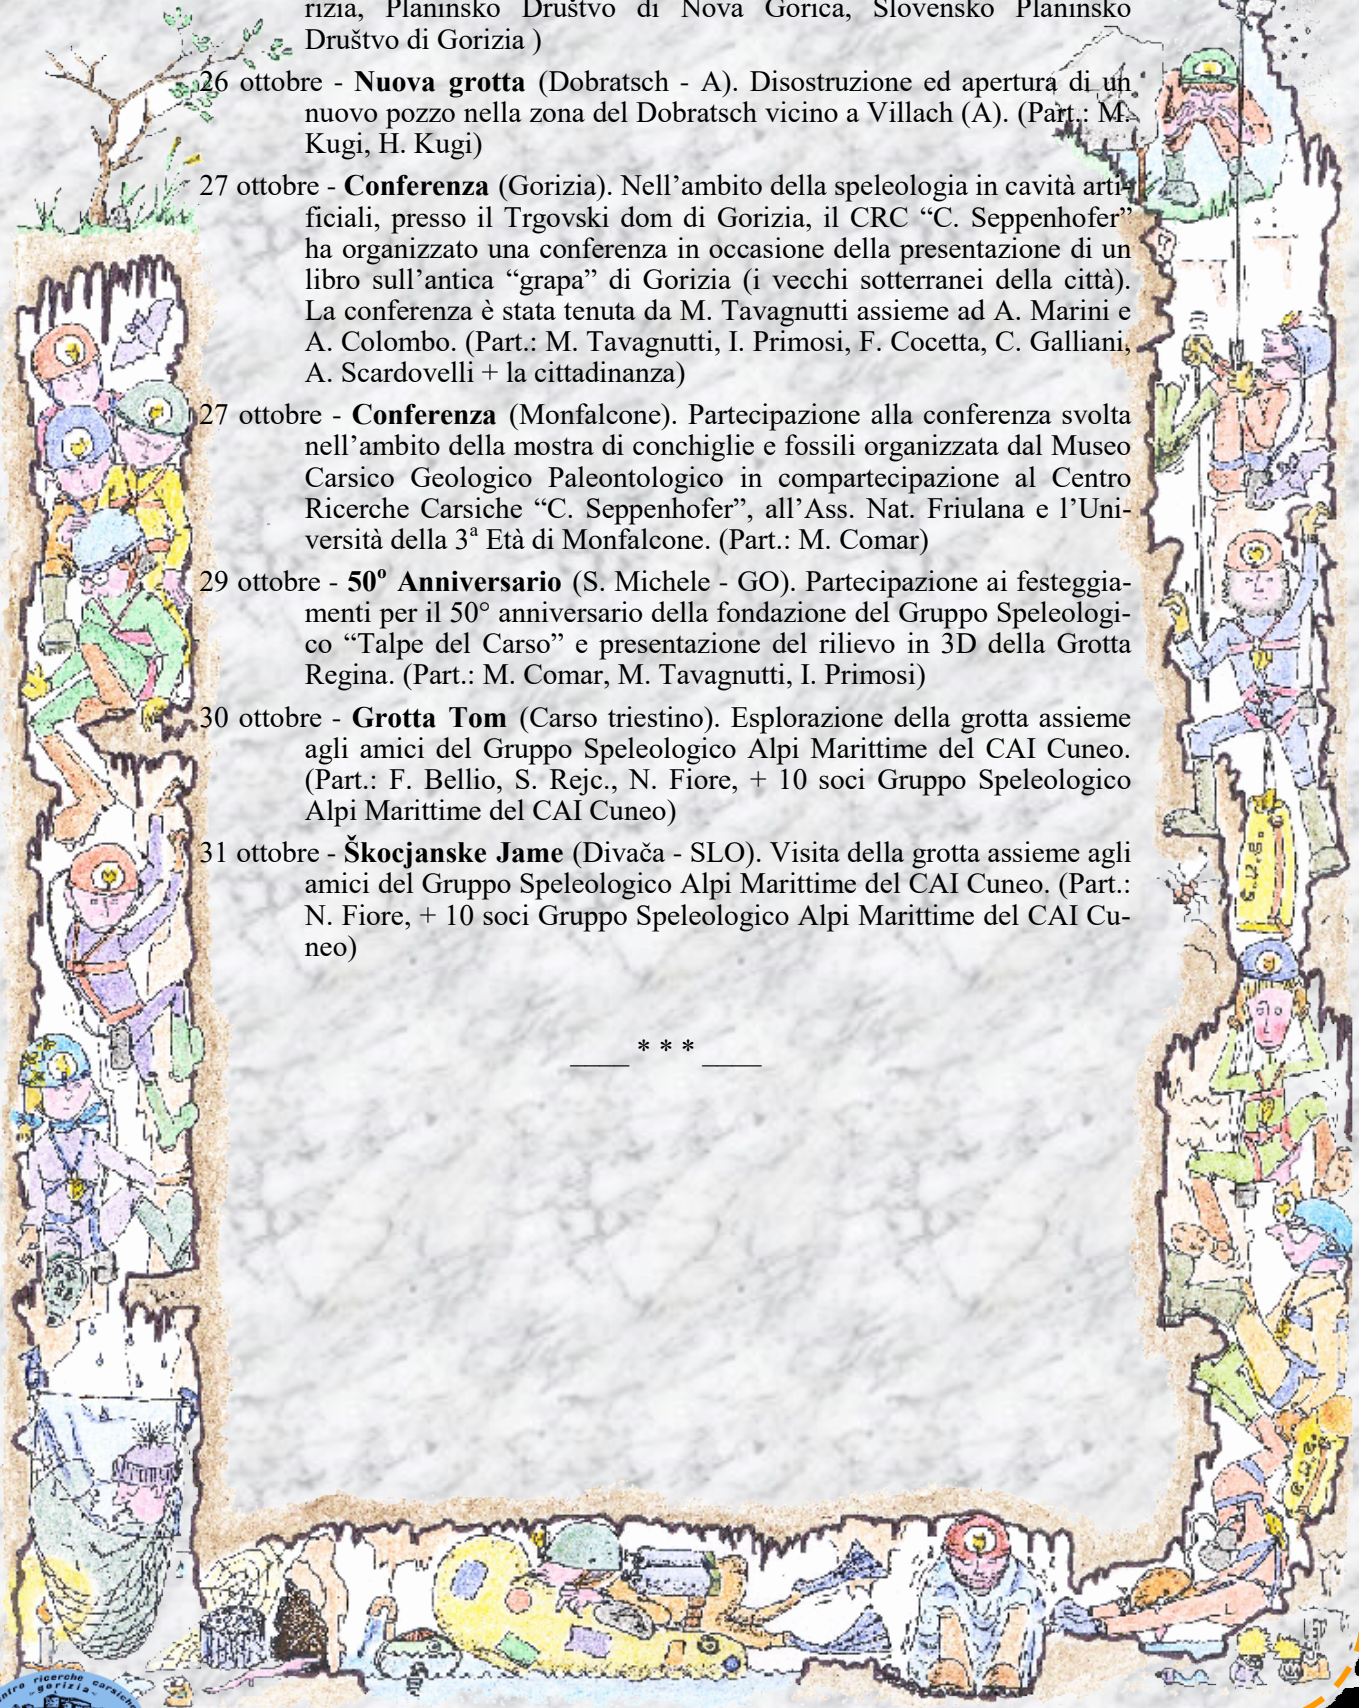 rizia, Planinsko Društvo di Nova Gorica, Slovensko Planinsko
Društvo di Gorizia )
26 ottobre - Nuova grotta (Dobratsch - A). Disostruzione ed apertura di un
nuovo pozzo nella zona del Dobratsch vicino a Villach (A). (Part.: M.
Kugi, H. Kugi)
27 ottobre - Conferenza (Gorizia). Nell’ambito della speleologia in cavità arti-
ficiali, presso il Trgovski dom di Gorizia, il CRC “C. Seppenhofer”
ha organizzato una conferenza in occasione della presentazione di un
libro sull’antica “grapa” di Gorizia (i vecchi sotterranei della città).
La conferenza è stata tenuta da M. Tavagnutti assieme ad A. Marini e
A. Colombo. (Part.: M. Tavagnutti, I. Primosi, F. Cocetta, C. Galliani,
A. Scardovelli + la cittadinanza)
27 ottobre - Conferenza (Monfalcone). Partecipazione alla conferenza svolta
nell’ambito della mostra di conchiglie e fossili organizzata dal Museo
Carsico Geologico Paleontologico in compartecipazione al Centro
Ricerche Carsiche “C. Seppenhofer”, all’Ass. Nat. Friulana e l’Uni-
versità della 3ª Età di Monfalcone. (Part.: M. Comar)
29 ottobre - 50º Anniversario (S. Michele - GO). Partecipazione ai festeggia-
menti per il 50° anniversario della fondazione del Gruppo Speleologi-
co “Talpe del Carso” e presentazione del rilievo in 3D della Grotta
Regina. (Part.: M. Comar, M. Tavagnutti, I. Primosi)
30 ottobre - Grotta Tom (Carso triestino). Esplorazione della grotta assieme
agli amici del Gruppo Speleologico Alpi Marittime del CAI Cuneo.
(Part.: F. Bellio, S. Rejc., N. Fiore, + 10 soci Gruppo Speleologico
Alpi Marittime del CAI Cuneo)
31 ottobre - Škocjanske Jame (Divača - SLO). Visita della grotta assieme agli
amici del Gruppo Speleologico Alpi Marittime del CAI Cuneo. (Part.:
N. Fiore, + 10 soci Gruppo Speleologico Alpi Marittime del CAI Cu-
neo)
____ * * * ____
centro ricerche carsiche
gorizia